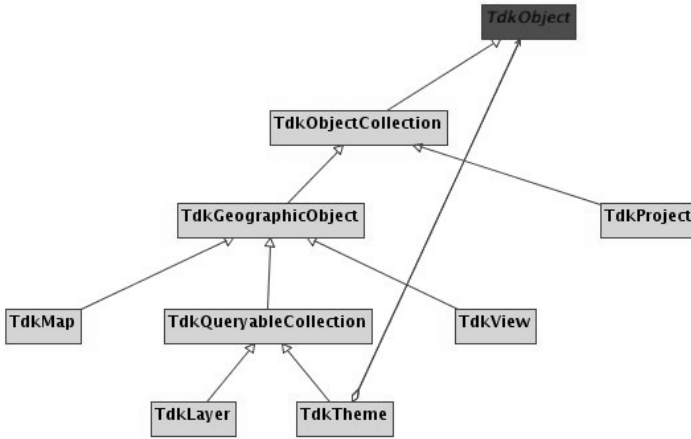 TdkObject
TdkObjectCollection
TdkGeographicObject
TdkProject
TdkMap
TdkQueryableCollection
TdkView
TdkLayer
TdkTheme